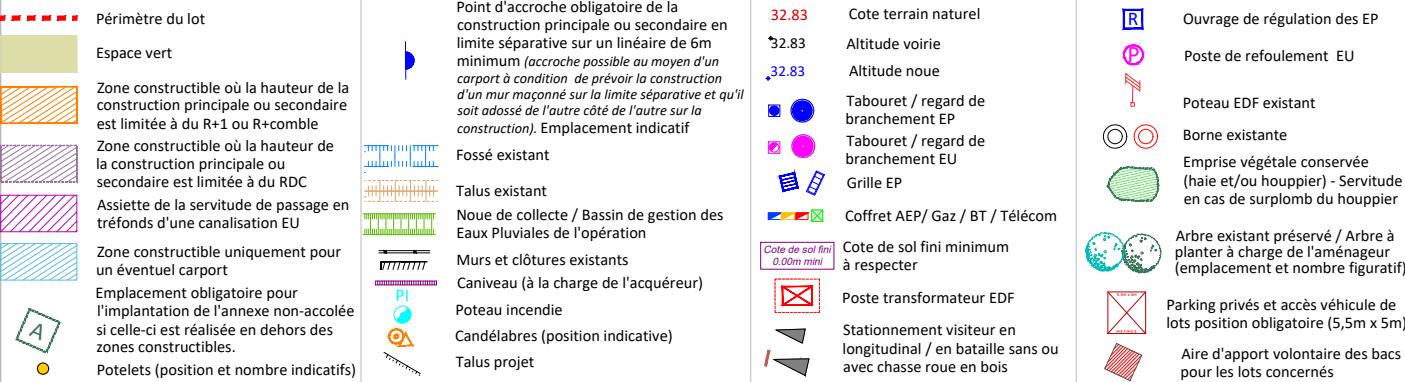 Périmètre du lot
Espace vert
Zone constructible où la hauteur de la
construction principale ou secondaire
est limitée à du R+1 ou R+comble
Zone constructible où la hauteur de
la construction principale ou
secondaire est limitée à du RDC
Assiette de la servitude de passage en
tréfonds d'une canalisation EU
Zone constructible uniquement pour
un éventuel carport
A
Emplacement obligatoire pour
l'implantation de l'annexe non-accolée
si celle-ci est réalisée en dehors des
zones constructibles.
Potelets (position et nombre indicatifs)
Point d'accroche obligatoire de la
construction principale ou secondaire en
limite séparative sur un linéaire de 6m
minimum (accroche possible au moyen d'un
carport à condition de prévoir la construction
d'un mur maçonné sur la limite séparative et qu'il
soit adossé de l'autre côté de l'autre sur la
construction). Emplacement indicatif
Fossé existant
Talus existant
Noue de collecte / Bassin de gestion des
Eaux Pluviales de l'opération
Murs et clôtures existants
Caniveau (à la charge de l'acquéreur)
PI
Poteau incendie
Candélabres (position indicative)
Talus projet
32.83 Cote terrain naturel
32.83 Altitude voirie
32.83 Altitude noue
Tabouret / regard de
branchement EP
Tabouret / regard de
branchement EU
Grille EP
Coffret AEP/ Gaz / BT / Télécom
Cote de sol fini
0.00m mini
Cote de sol fini minimum
à respecter
Poste transformateur EDF
Stationnement visiteur en
longitudinal / en bataille sans ou
avec chasse roue en bois
R Ouvrage de régulation des EP
P Poste de refoulement EU
Poteau EDF existant
Borne existante
Emprise végétale conservée
(haie et/ou houppier) - Servitude
en cas de surplomb du houppier
Arbre existant préservé / Arbre à
planter à charge de l'aménageur
(emplacement et nombre figuratif)
Parking privés et accès véhicule de
lots position obligatoire (5,5m x 5m)
Aire d'apport volontaire des bacs
pour les lots concernés